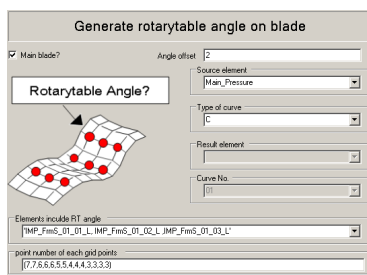 Generate rotarytable angle on blade
Main blade?
Angle offset
2
Source element
Main_Pressure
Rotarytable Angle?
Type of curve
C
Result element
Curve No.
01
Elements inculde RT angle
'IMP_FrmS_01_01_L, IMP_FrmS_01_02_L ,IMP_FrmS_01_03_L'
point number of each grid points
(7,7,6,6,6,5,5,4,4,4,3,3,3,3)